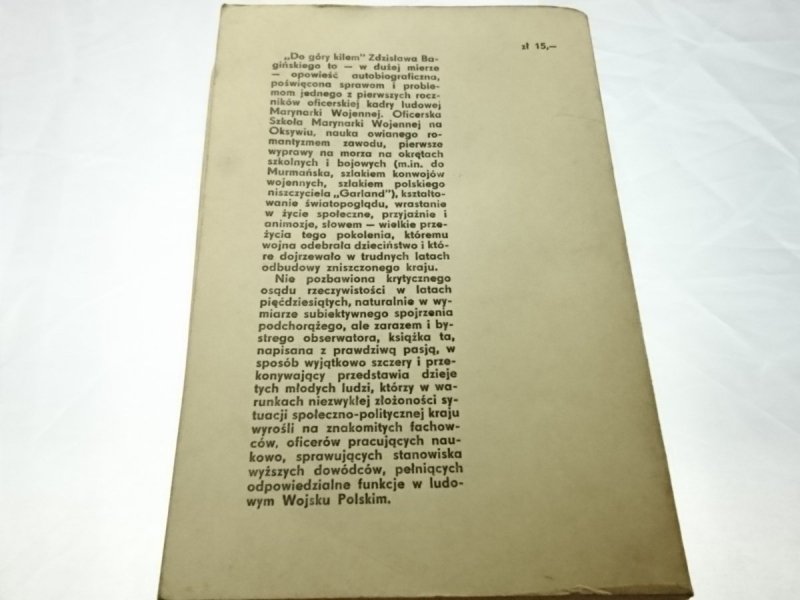 zł 15,—
„Do góry kilem" Zdzisława Ba-
gińskiego to — w dużej mierze
— opowieść autobiograficzna,
poświęcona sprawom i proble-
mom jednego z pierwszych rocz-
ników oficerskiej kadry ludowej
Marynarki Wojennej. Oficerska
Szkoła Marynarki Wojennej na
Oksywiu, nauka owianego ro-
mantyzmem zawodu, pierwsze
wyprawy na morza na okrętach
szkolnych i bojowych (m.in. do
Murmańska, szlakiem konwojów
wojennych, szlakiem polskiego
niszczyciela „Garland"), kształto-
wanie światopoglądu, wrastanie
w życie społeczne, przyjaźnie i
animozje, słowem — wielkie prze-
życia tego pokolenia, któremu
wojna odebrała dzieciństwo i któ-
re dojrzewało w trudnych latach
odbudowy zniszczonego kraju.
Nie pozbawiona krytycznego
osądu rzeczywistości w latach
pięćdziesiątych, naturalnie w wy-
miarze subiektywnego spojrzenia
podchorążego, ale zarazem i by-
strego obserwatora, książka ta,
napisana z prawdziwą pasją, w
sposób wyjątkowo szczery i prze-
konywający przedstawia dzieje
tych młodych ludzi, którzy w wa-
runkach niezwykłej złożoności sy-
tuacji społeczno-politycznej kraju
wyrośli na znakomitych fachow-
ców, oficerów pracujących nau-
kowo, sprawujących stanowiska
wyższych dowódców, pełniących
odpowiedzialne funkcje w ludo-
wym Wojsku Polskim.